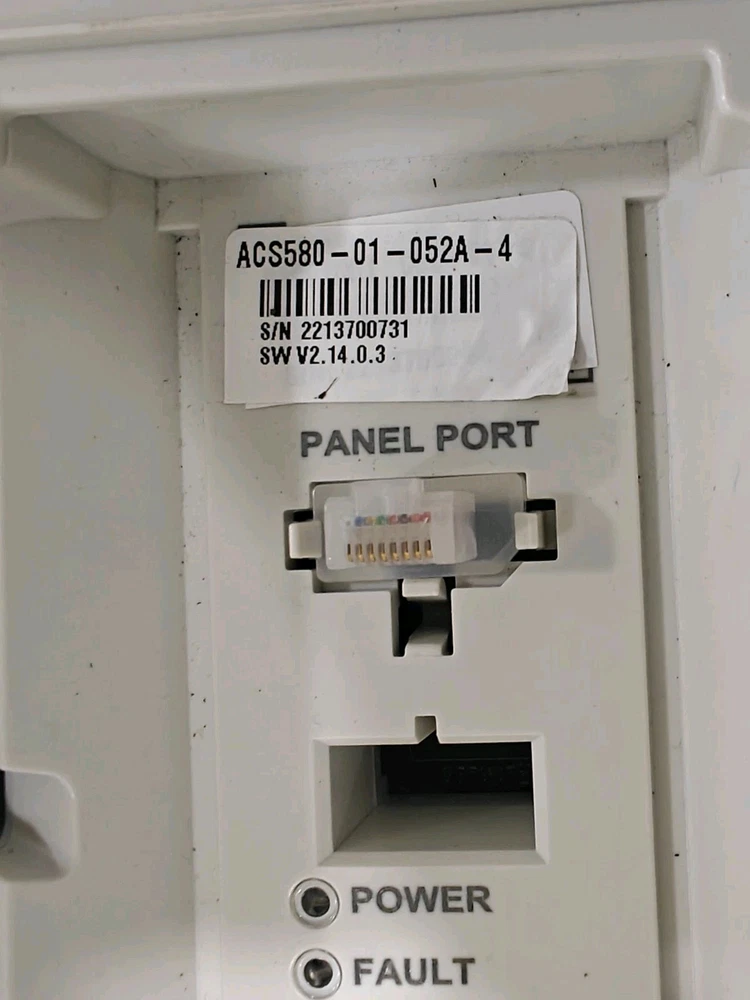 ACS580-01-052A-4
S/N 2213700731
SW V2.14.0.3
PANEL PORT
POWER
FAULT